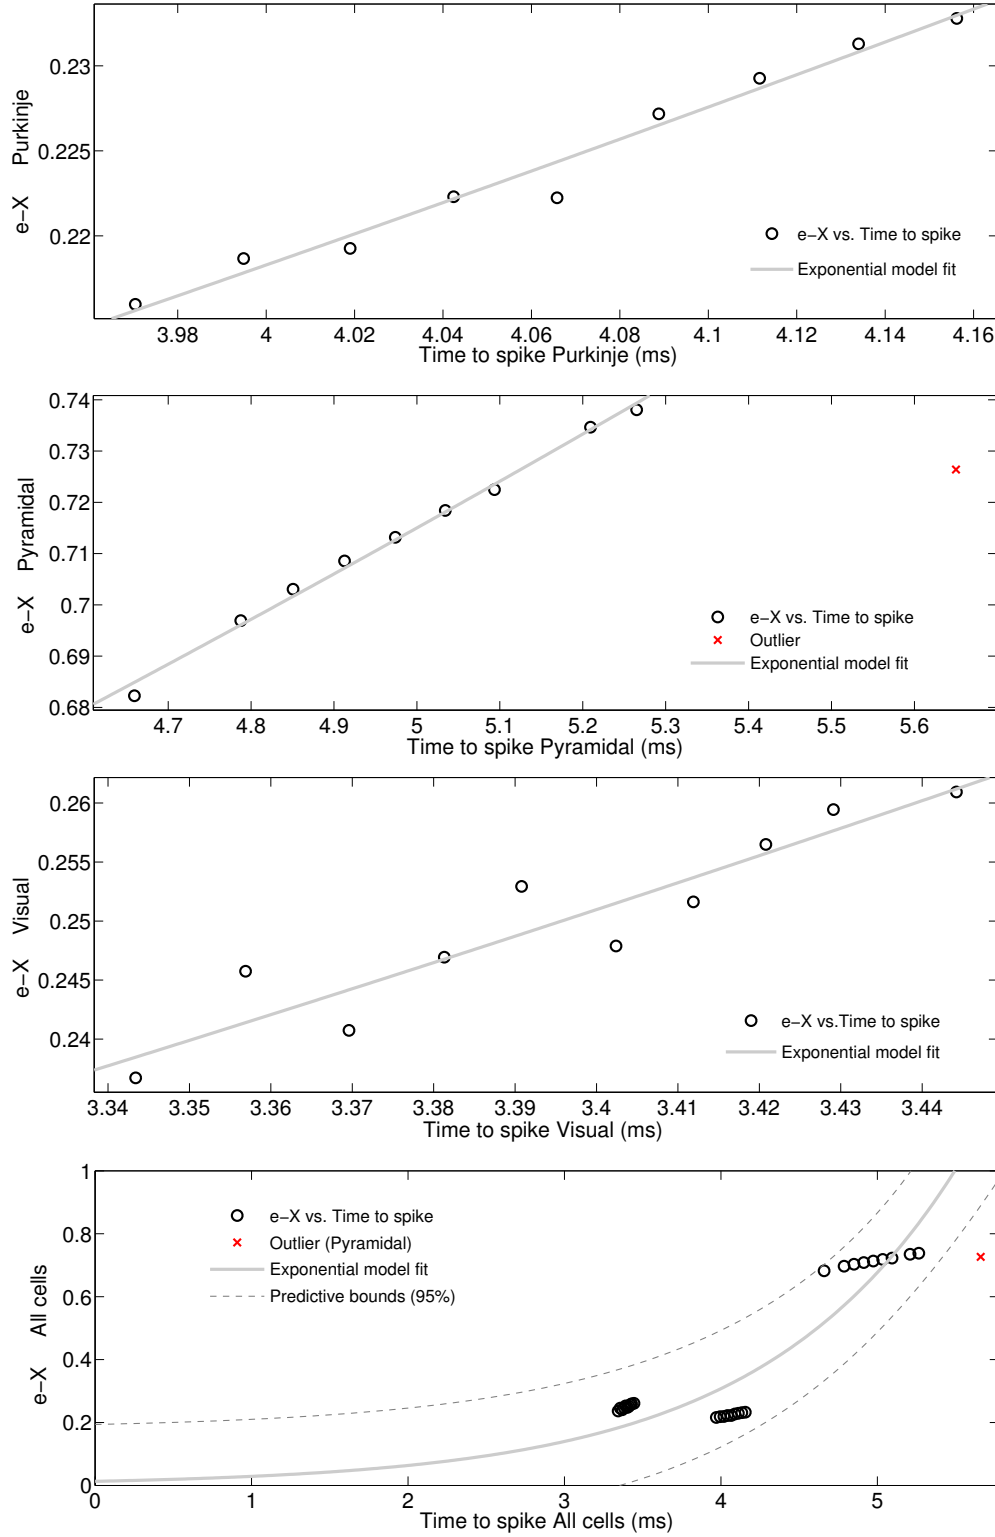 0.23
0.225
0.22
e−X Purkinje
e−X vs. Time to spike
Exponential model fit
3.98 4 4.02 4.04 4.06 4.08 4.1 4.12 4.14 4.16
Time to spike Purkinje (ms)
0.74
0.73
0.72
0.71
0.7
0.69
0.68
e−X Pyramidal
e−X vs. Time to spike
Outlier
Exponential model fit
4.7 4.8 4.9 5 5.1 5.2 5.3 5.4 5.5 5.6
Time to spike Pyramidal (ms)
0.26
0.255
0.25
0.245
0.24
e−X Visual
e−X vs.Time to spike
Exponential model fit
3.34 3.35 3.36 3.37 3.38 3.39 3.4 3.41 3.42 3.43 3.44
Time to spike Visual (ms)
1
0.8
0.6
0.4
0.2
0
e−X All cells
e−X vs. Time to spike
Outlier (Pyramidal)
Exponential model fit
Predictive bounds (95%)
0 1 2 3 4 5
Time to spike All cells (ms)